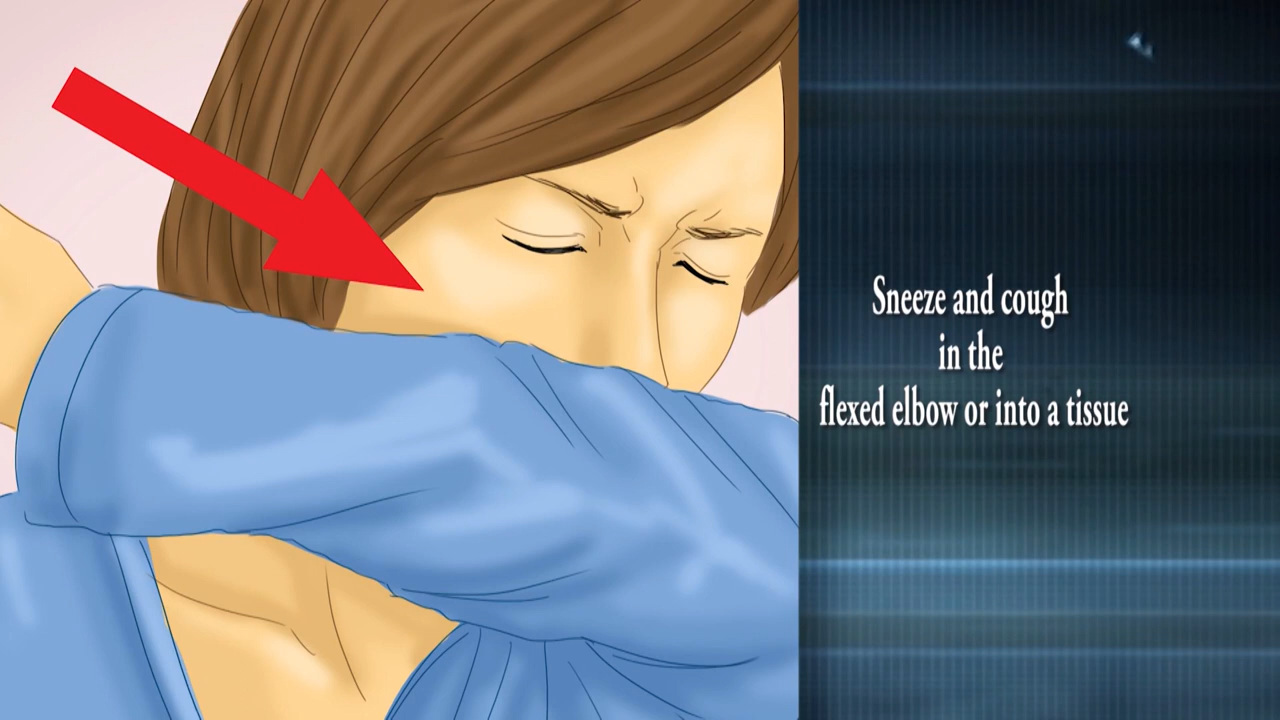 Sneeze and cough
in the
flexed elbow or into a tissue